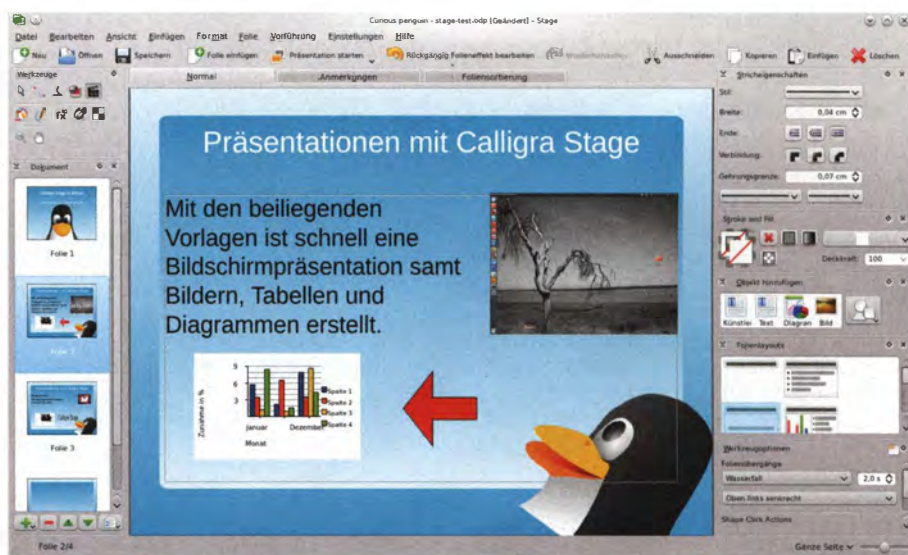 Curious penguin - stage-test.odp [Geändert] - Stage
Datei Bearbeiten Ansicht Einfügen Format Folie Vorführung Einstellungen Hilfe
Neu Öffnen Speichern Folie einfügen Präsentation starten Rückgängig Folieneffekt bearbeiten Ausschneiden Kopieren Einfügen Löschen
Werkzeuge
Normal Anmerkungen Foliensortierung
Stricheigenschaften
Stil:
Breite: 0,04 cm
Ende:
Verbindung:
Gehrungsgrenze: 0,07 cm
Dokument
Folie 1
Folie 3
Präsentationen mit Calligra Stage
Mit den beiliegenden
Vorlagen ist schnell eine
Bildschirmpräsentation samt
Bildern, Tabellen und
Diagrammen erstellt.
Zunahme in %
9
6
3
Januar Dezember
Monat
Spalte 1
Spalte 2
Spalte 3
Spalte 4
Stroke and Fill
Deckkraft: 100
Objekt hinzufügen
Künstler Text Diagran Bild
Folienlayouts
Werkzeugoptionen
Folienübergänge
Wasserfall 2,0 s
Oben links senkrecht
Shape Click Actions
Folie 2/4
Ganze Seite